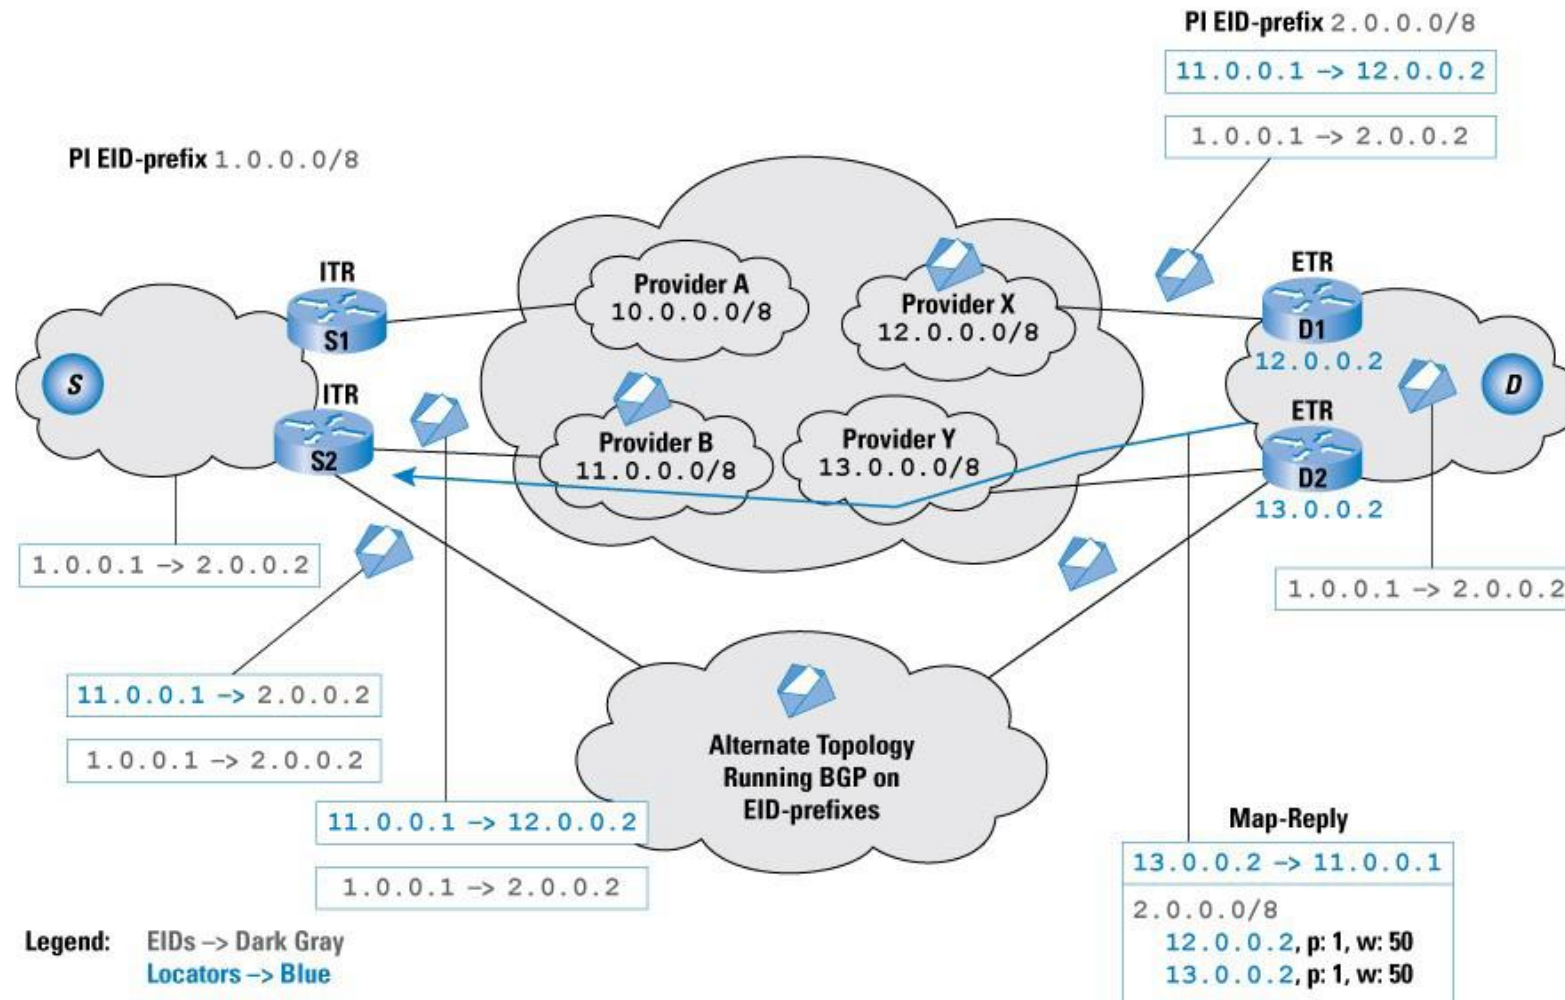 PI EID-prefix 2.0.0.0/8
11.0.0.1 –> 12.0.0.2
1.0.0.1 –> 2.0.0.2
PI EID-prefix 1.0.0.0/8
ITR
S1
Provider A
10.0.0.0/8
Provider X
12.0.0.0/8
ETR
D1
12.0.0.2
S
ITR
S2
Provider B
11.0.0.0/8
Provider Y
13.0.0.0/8
ETR
D2
13.0.0.2
D
1.0.0.1 –> 2.0.0.2
1.0.0.1 –> 2.0.0.2
11.0.0.1 –> 2.0.0.2
1.0.0.1 –> 2.0.0.2
Alternate Topology
Running BGP on
EID-prefixes
11.0.0.1 –> 12.0.0.2
1.0.0.1 –> 2.0.0.2
Map-Reply
13.0.0.2 –> 11.0.0.1
2.0.0.0/8
12.0.0.2, p: 1, w: 50
13.0.0.2, p: 1, w: 50
Legend: EIDs –> Dark Gray
Locators –> Blue